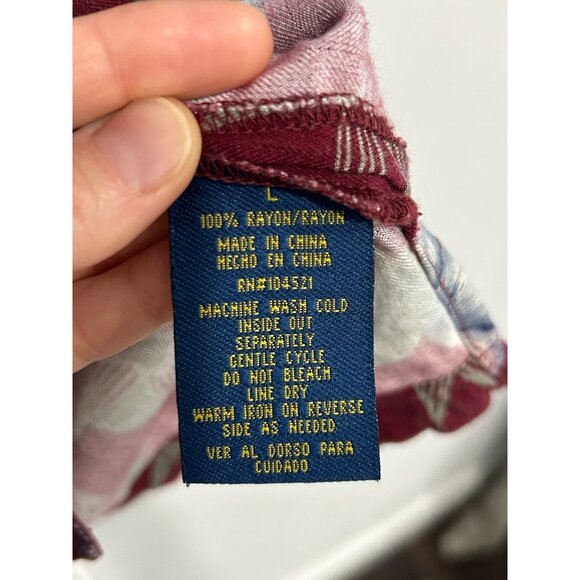 L
100% RAYON/RAYON
MADE IN CHINA
HECHO EN CHINA
RN#104521
MACHINE WASH COLD
INSIDE OUT
SEPARATELY
GENTLE CYCLE
DO NOT BLEACH
LINE DRY
WARM IRON ON REVERSE
SIDE AS NEEDED
VER AL DORSO PARA
CUIDADO